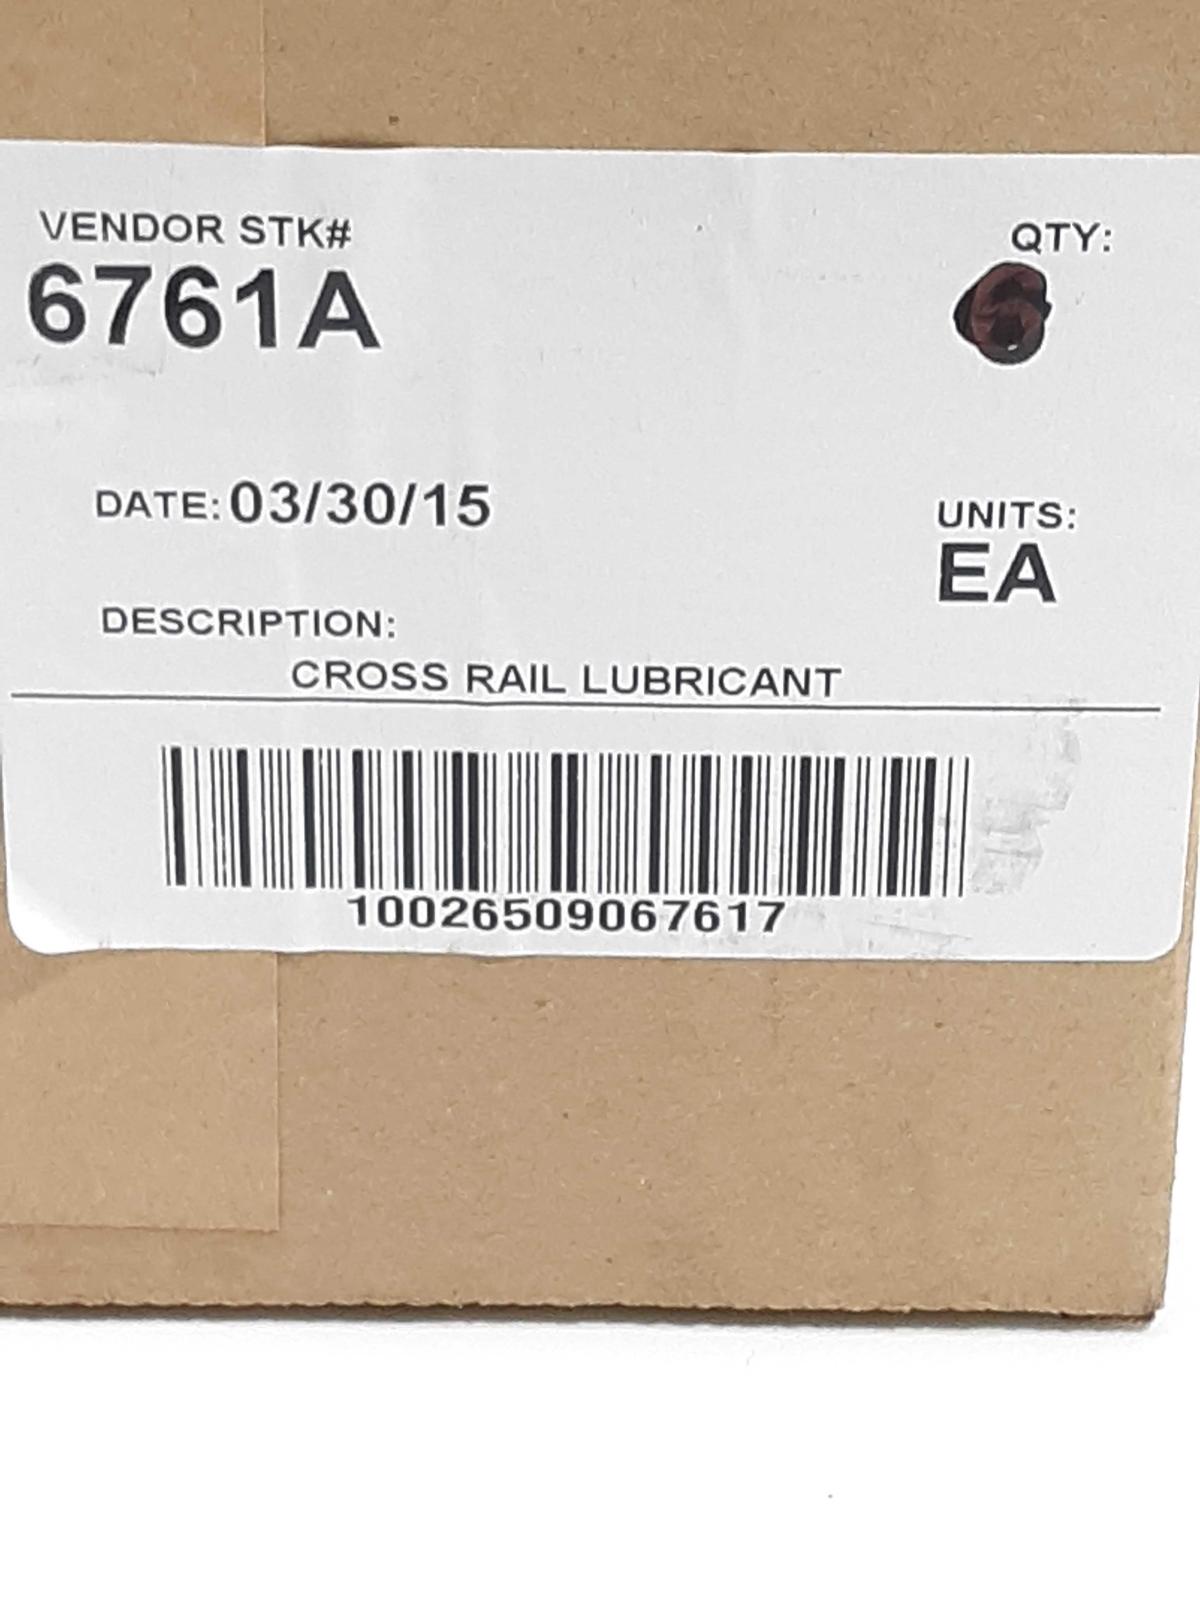 VENDOR STK#
6761A
QTY:
DATE: 03/30/15
UNITS:
EA
DESCRIPTION:
CROSS RAIL LUBRICANT
10026509067617